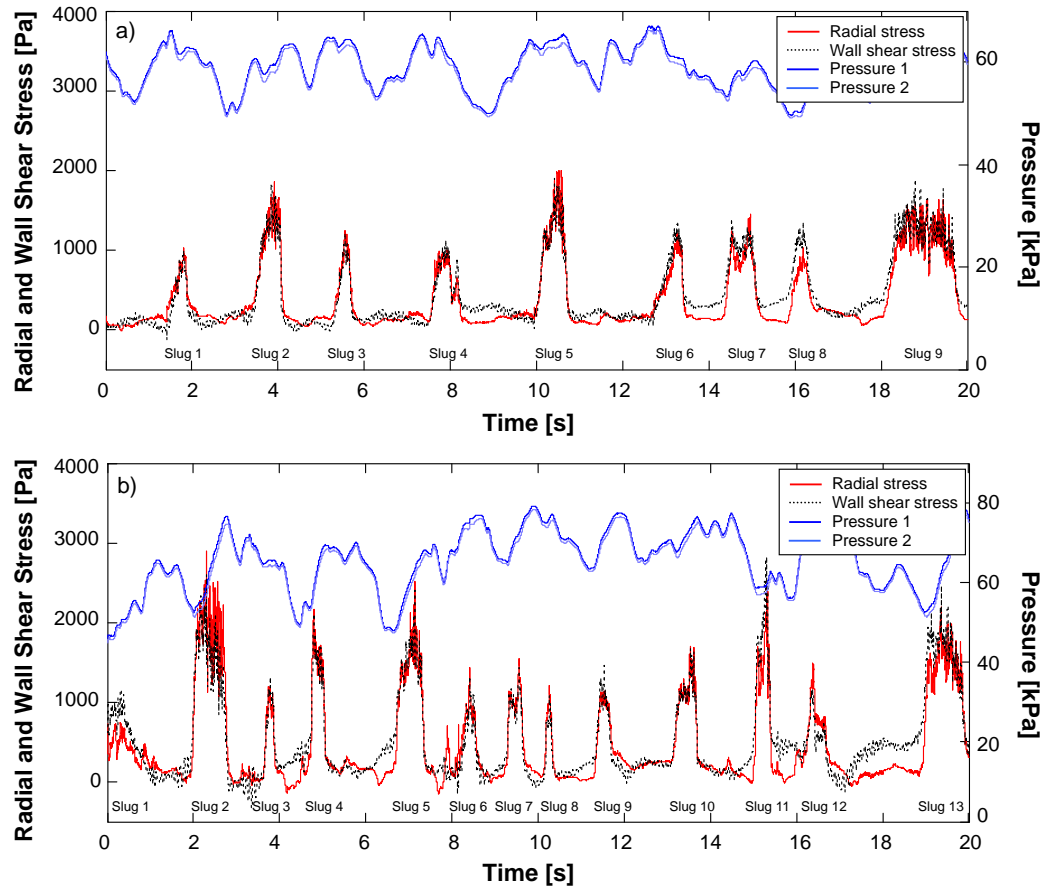 a)
Radial and Wall Shear Stress [Pa]
4000
3000
2000
1000
0
Radial stress
Wall shear stress
Pressure 1
Pressure 2
60
40
20
0
Pressure [kPa]
Slug 1 Slug 2 Slug 3 Slug 4 Slug 5 Slug 6 Slug 7 Slug 8 Slug 9
0 2 4 6 8 10 12 14 16 18 20
Time [s]
b)
Radial and Wall Shear Stress [Pa]
4000
3000
2000
1000
0
Radial stress
Wall shear stress
Pressure 1
Pressure 2
80
60
40
20
0
Pressure [kPa]
Slug 1 Slug 2 Slug 3 Slug 4 Slug 5 Slug 6 Slug 7 Slug 8 Slug 9 Slug 10 Slug 11 Slug 12 Slug 13
0 2 4 6 8 10 12 14 16 18 20
Time [s]